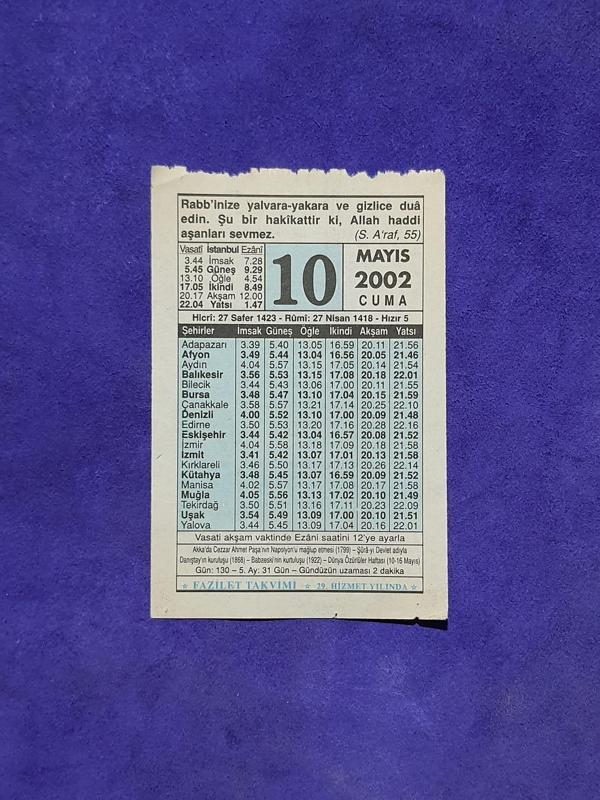 Rabb'inize yalvara-yakara ve gizlice duâ
edin. Şu bir hakîkattir ki, Allah haddi
aşanları sevmez. (S. A'raf, 55)
Vasatî İstanbul Ezânî
3.44 İmsak 7.28
5.45 Güneş 9.29
13.10 Öğle 4.54
17.05 İkindi 8.49
20.17 Akşam 12.00
22.04 Yatsı 1.47
10
MAYIS
2002
CUMA
Hicrî: 27 Safer 1423 - Rûmî: 27 Nisan 1418 - Hızır 5
Şehirler İmsak Güneş Öğle İkindi Akşam Yatsı
Adapazarı 3.39 5.40 13.05 16.59 20.11 21.56
Afyon 3.49 5.44 13.04 16.56 20.05 21.46
Aydın 4.04 5.57 13.15 17.05 20.14 21.54
Balıkesir 3.56 5.53 13.15 17.08 20.18 22.01
Bilecik 3.44 5.43 13.06 17.00 20.11 21.55
Bursa 3.48 5.47 13.10 17.04 20.15 21.59
Çanakkale 3.58 5.57 13.21 17.14 20.25 22.10
Denizli 4.00 5.52 13.10 17.00 20.09 21.48
Edirne 3.50 5.53 13.20 17.16 20.28 22.16
Eskişehir 3.44 5.42 13.04 16.57 20.08 21.52
İzmir 4.04 5.58 13.18 17.09 20.18 21.58
İzmit 3.41 5.42 13.07 17.01 20.13 21.58
Kırklareli 3.46 5.50 13.17 17.13 20.26 22.14
Kütahya 3.48 5.45 13.07 16.59 20.09 21.52
Manisa 4.02 5.57 13.17 17.08 20.17 21.58
Muğla 4.05 5.56 13.13 17.02 20.10 21.49
Tekirdağ 3.50 5.51 13.16 17.11 20.23 22.09
Uşak 3.54 5.49 13.09 17.00 20.10 21.51
Yalova 3.44 5.45 13.09 17.04 20.16 22.01
Vasati akşam vaktinde Ezâni saatini 12'ye ayarla
Akka'da Cezzar Ahmet Paşa'nın Napolyon'u mağlup etmesi (1799) – Şûrâ-yı Devlet adıyla
Danıştay'ın kuruluşu (1868) – Babaeski'nin kurtuluşu (1922) – Dünya Özürlüler Haftası (10-16 Mayıs)
Gün: 130 – 5. Ay: 31 Gün – Gündüzün uzaması 2 dakika
☆ FAZİLET TAKVİMİ ☆ 29. HİZMET YILINDA ☆